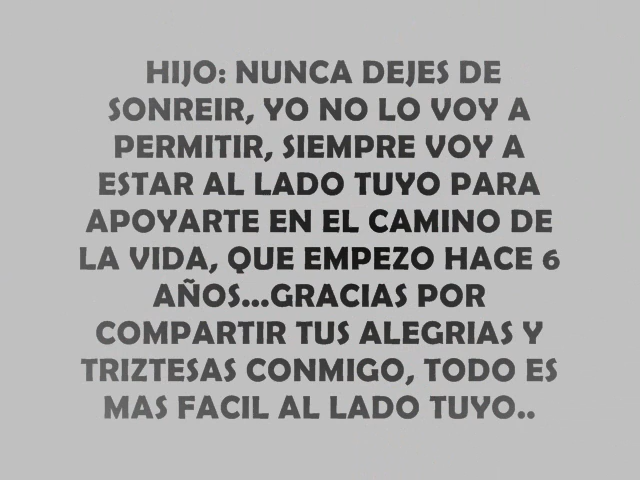 HIJO: NUNCA DEJES DE
SONREIR, YO NO LO VOY A
PERMITIR, SIEMPRE VOY A
ESTAR AL LADO TUYO PARA
APOYARTE EN EL CAMINO DE
LA VIDA, QUE EMPEZO HACE 6
AÑOS...GRACIAS POR
COMPARTIR TUS ALEGRIAS Y
TRIZTESAS CONMIGO, TODO ES
MAS FACIL AL LADO TUYO..